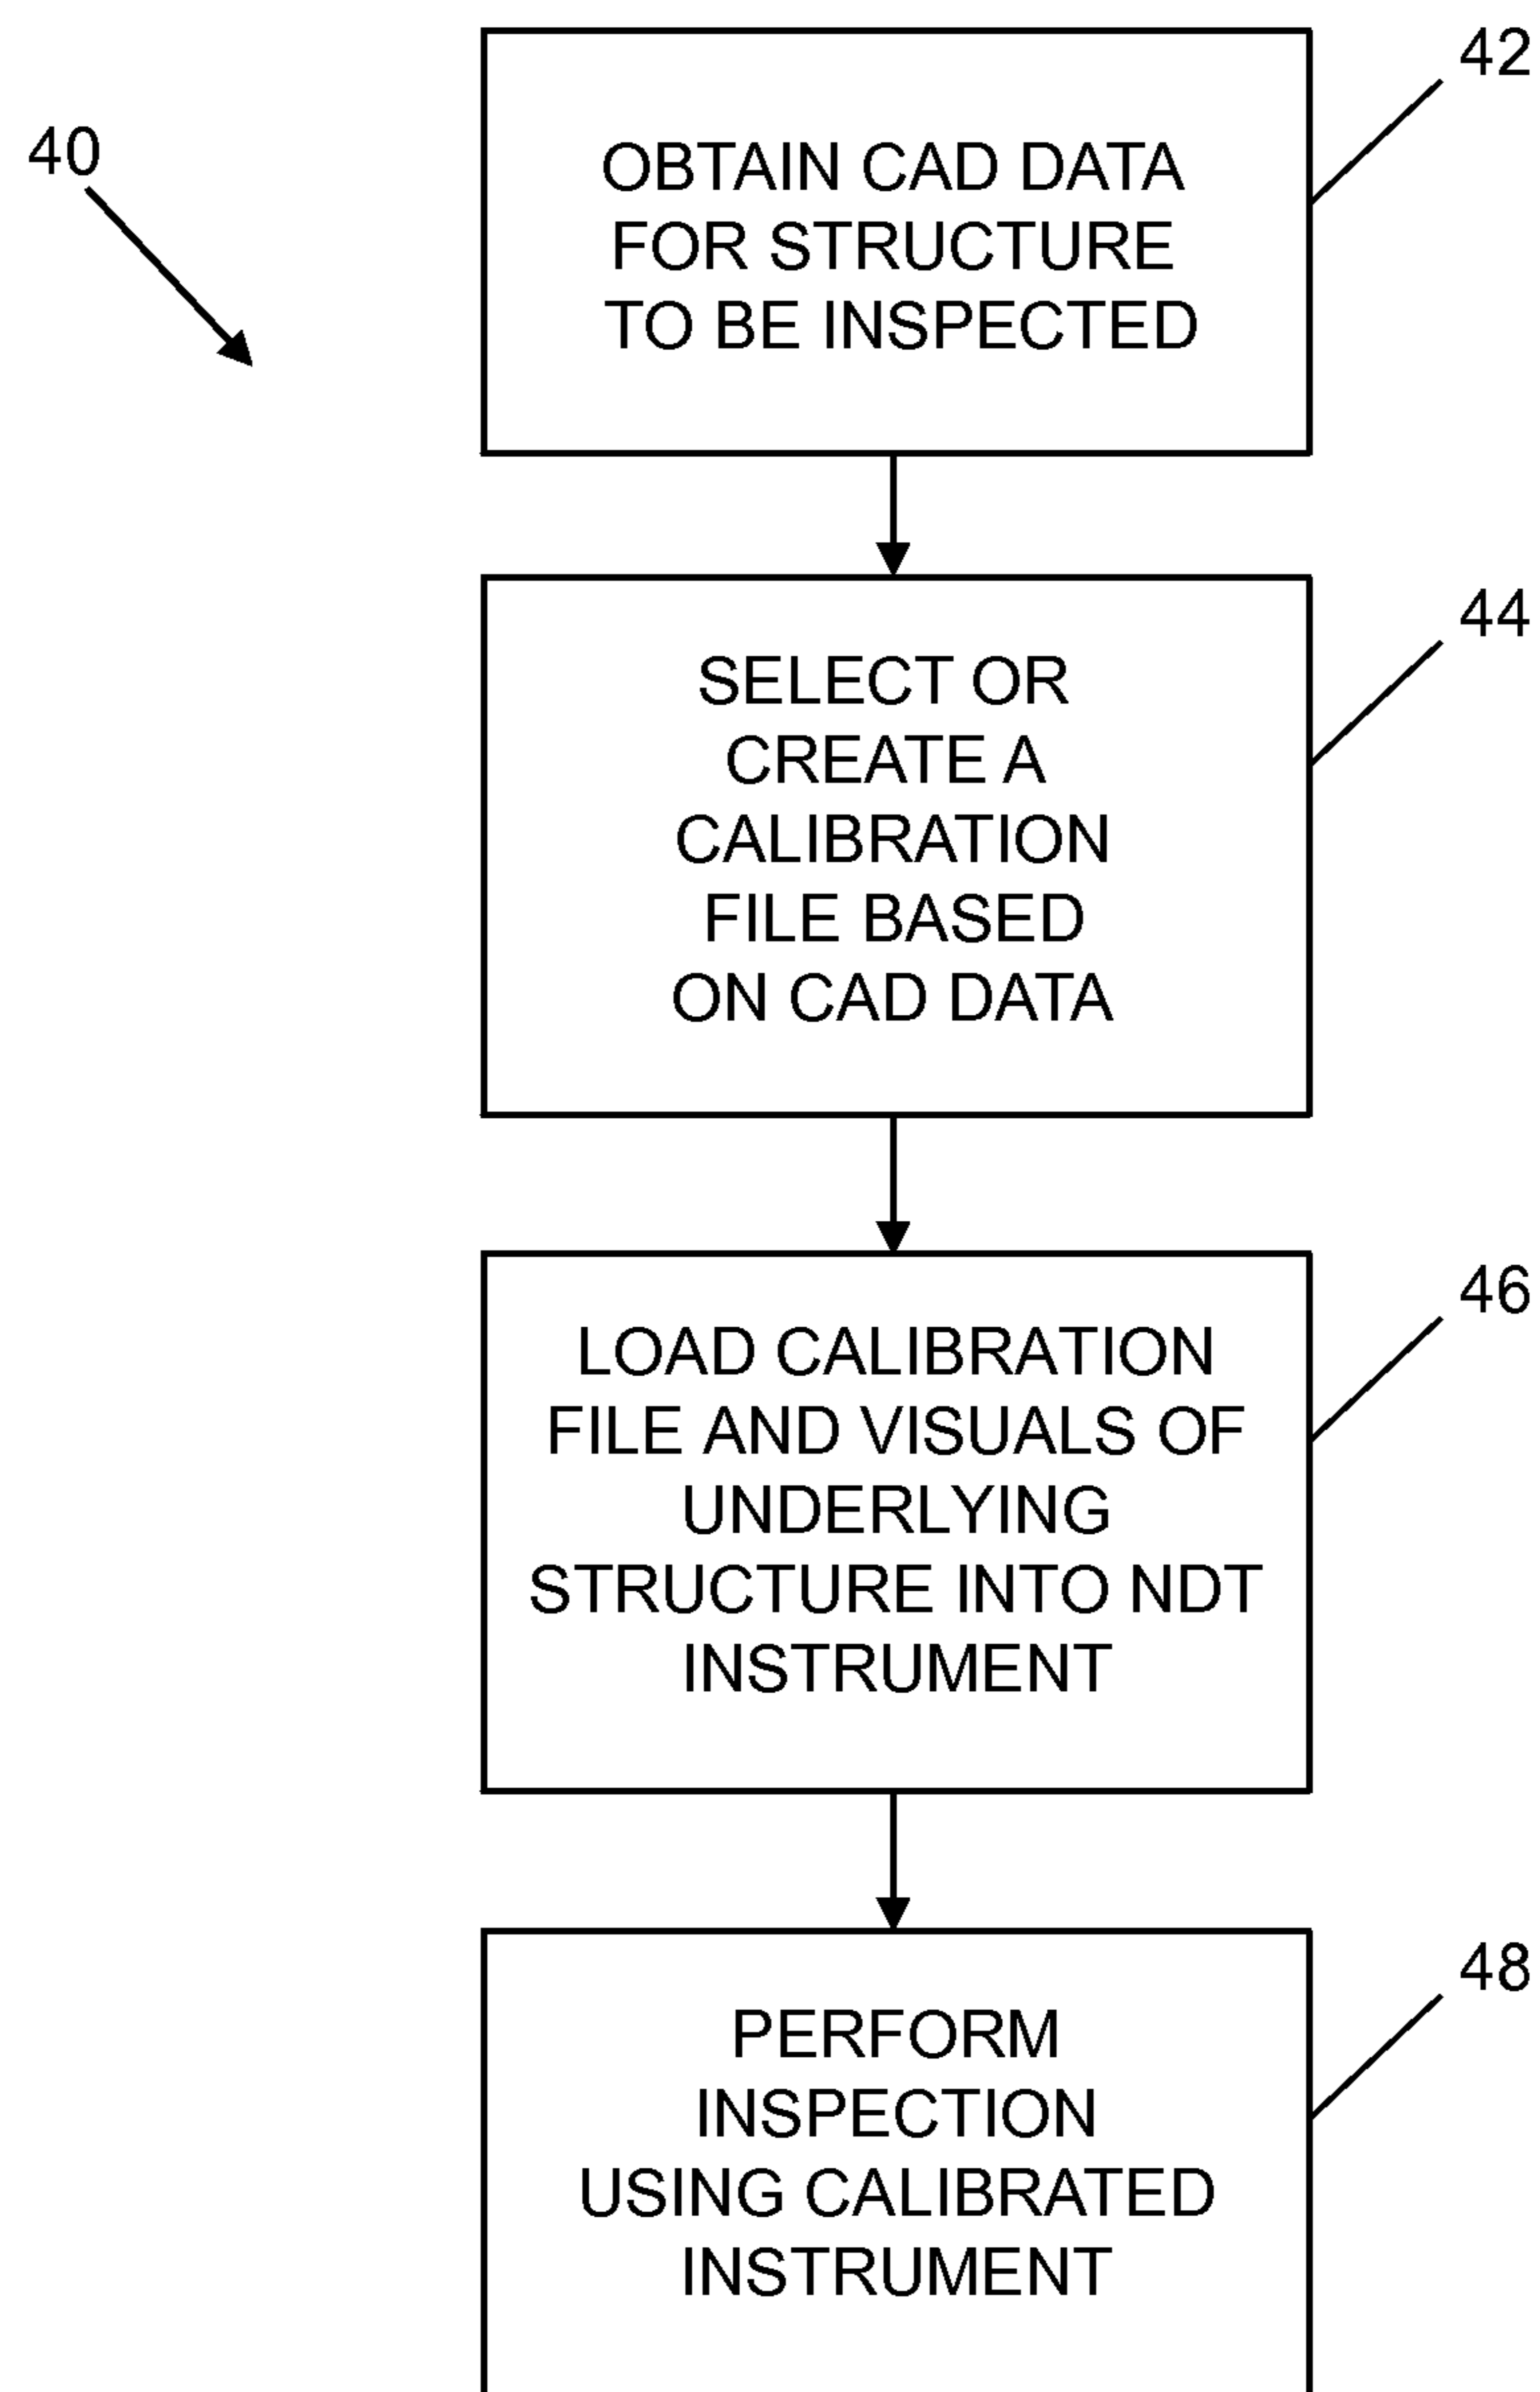 40
42
OBTAIN CAD DATA
FOR STRUCTURE
TO BE INSPECTED
44
SELECT OR
CREATE A
CALIBRATION
FILE BASED
ON CAD DATA
46
LOAD CALIBRATION
FILE AND VISUALS OF
UNDERLYING
STRUCTURE INTO NDT
INSTRUMENT
48
PERFORM
INSPECTION
USING CALIBRATED
INSTRUMENT